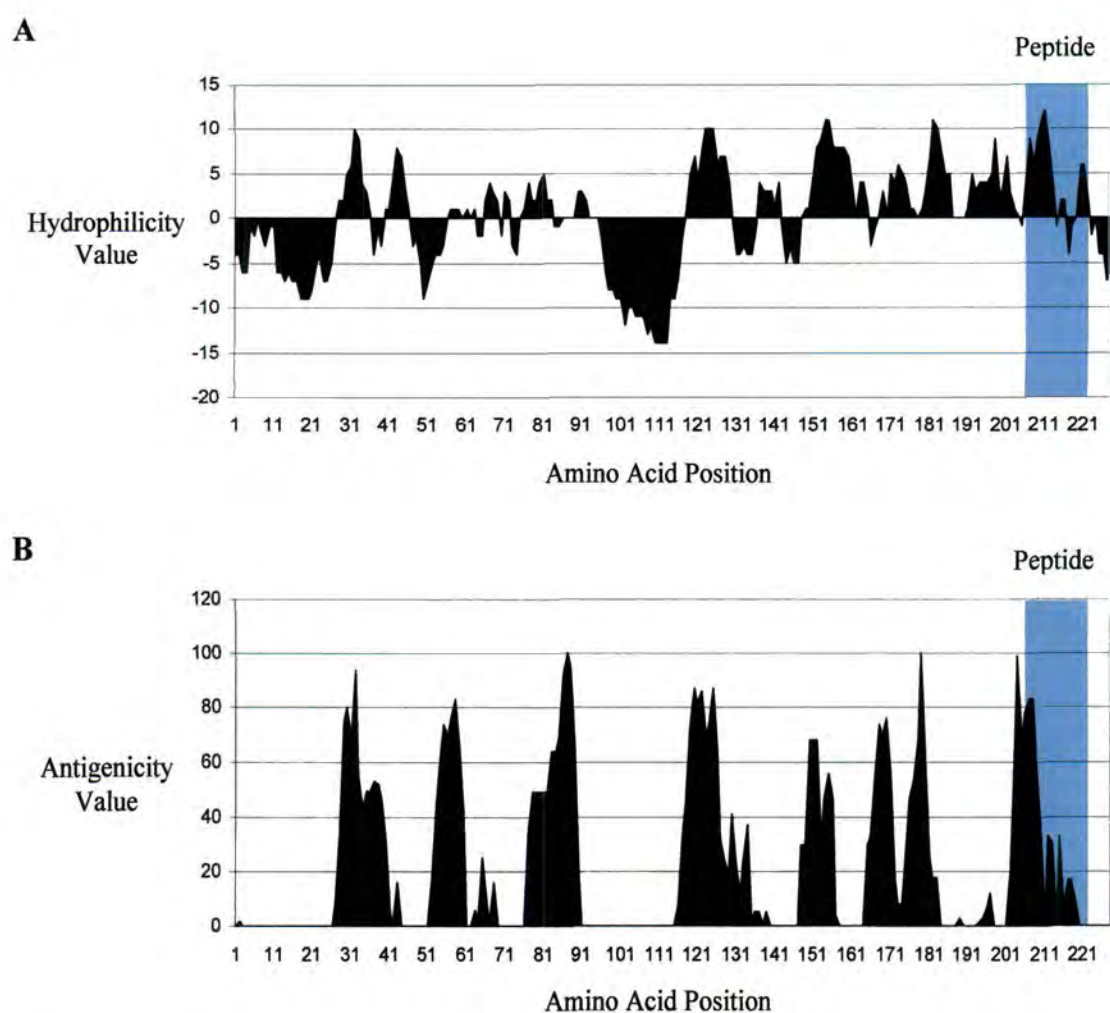 A
Peptide
15
10
5
0
-5
-10
-15
-20
Hydrophilicity
Value
1 11 21 31 41 51 61 71 81 91 101 111 121 131 141 151 161 171 181 191 201 211 221
Amino Acid Position
B
Peptide
120
100
80
60
40
20
0
Antigenicity
Value
1 11 21 31 41 51 61 71 81 91 101 111 121 131 141 151 161 171 181 191 201 211 221
Amino Acid Position